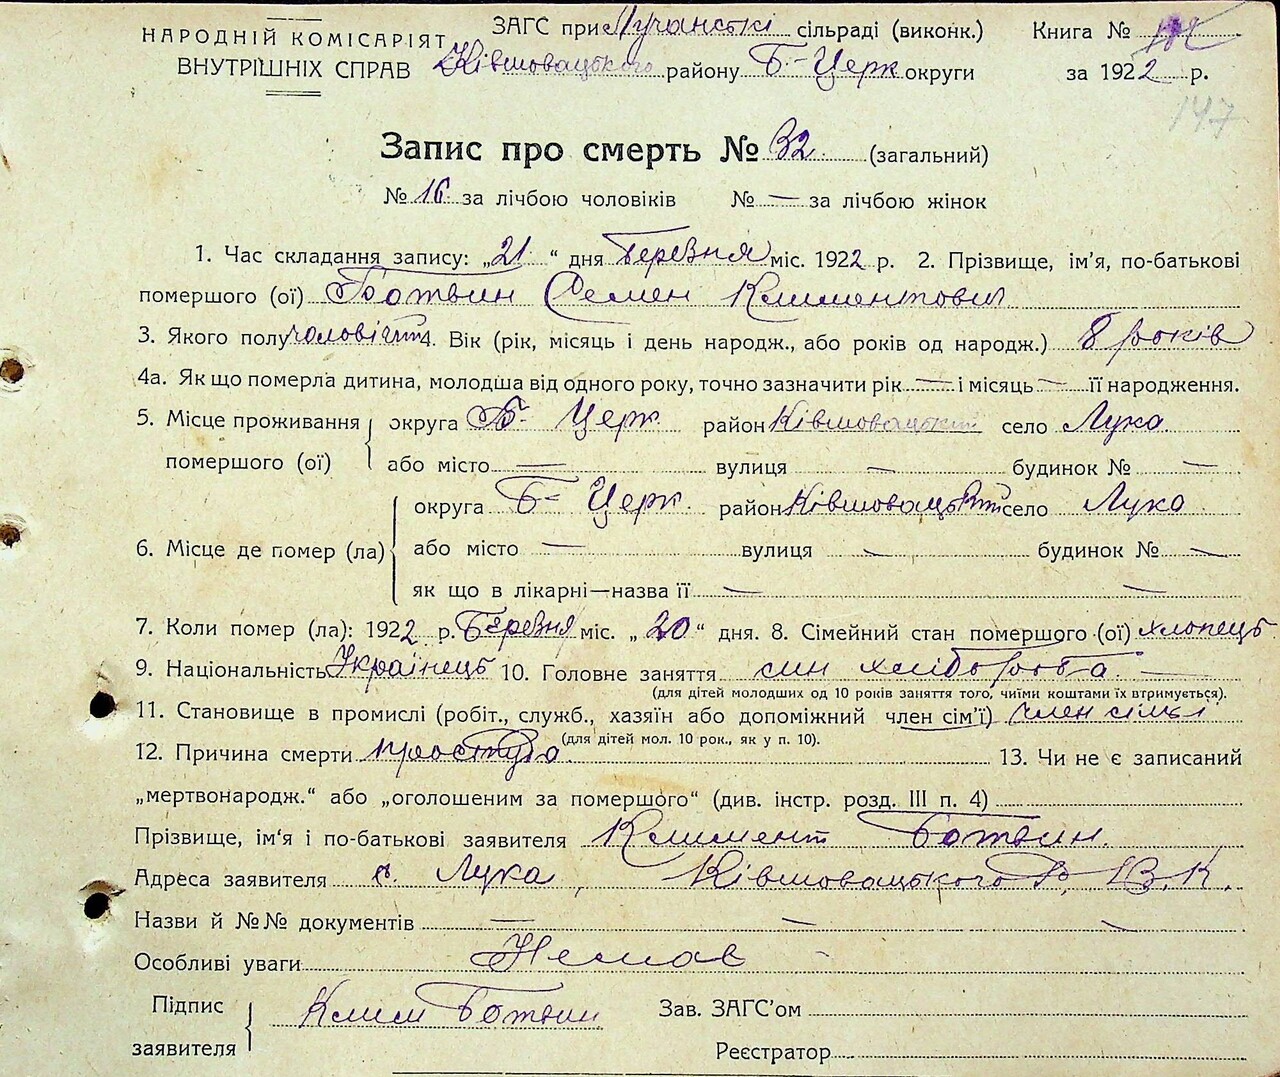 НАРОДНІЙ КОМІСАРІЯТ ВНУТРІШНІХ СПРАВ
ЗАГС при Лучанські сільраді (виконк.) Книга №
Ківшовацького району Б.-Церк округи за 1922 р.
147
Запис про смерть № 32 (загальний)
№ 16 за лічбою чоловіків № — за лічбою жінок
1. Час складання запису: „21“ дня Березня міс. 1922 р. 2. Прізвище, ім’я, по-батькові
помершого (ої) Ботвин Семен Климентович
3. Якого полу чоловічт 4. Вік (рік, місяць і день народж., або років од народж.) 8 років
4а. Як що померла дитина, молодша від одного року, точно зазначити рік — і місяць — її народження.
5. Місце проживання помершого (ої) округа Б- Церк район Ківшовацький село Лука
або місто — вулиця — будинок № —
6. Місце де помер (ла) округа Б- Церк район Ківшовацький село Лука
або місто — вулиця — будинок № —
як що в лікарні—назва її — —
7. Коли помер (ла): 1922 р. Березня міс. „20“ дня. 8. Сімейний стан помершого (ої) хлопець
9. Національність Украінець 10. Головне заняття син хлібороба —
(для дітей молодших од 10 років заняття того, чиїми коштами їх втримується).
11. Становище в промислі (робіт., служб., хазяїн або допоміжний член сім’ї) член сімьі
(для дітей мол. 10 рок., як у п. 10).
12. Причина смерти простуда 13. Чи не є записаний
„мертвонародж.“ або „оголошеним за помершого“ (див. інстр. розд. III п. 4)
Прізвище, ім‘я і по-батькові заявителя Климент Ботвин.
Адреса заявителя с. Лука, Ківшовацького Р. В. К.
Назви й №№ документів — — —
Особливі уваги Немає -
Підпис заявителя Клим Ботвин
Зав. ЗАГС’ом
Реєстратор